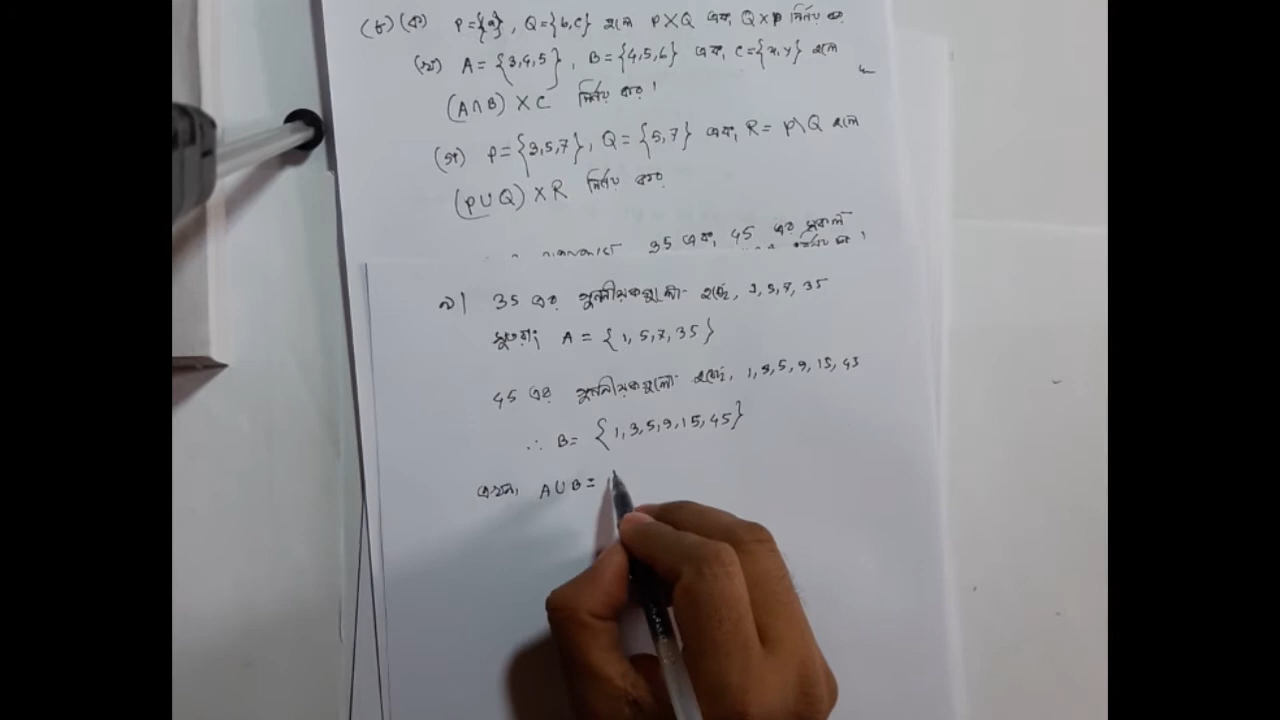 (৮) (ক) P={a}, Q={b,c} হলে P×Q এবং Q×P নির্ণয় কর
(খ) A = {3,4,5}, B={4,5,6} এবং C={x,y} হলে
(A∩B) × C নির্ণয় কর।
(গ) P={3,5,7}, Q={5,7} এবং R= P\Q হলে
(P∪Q) × R নির্ণয় কর
35 এবং 45 এর
৯। 35 এর গুননীয়কগুলো হচ্ছে, 1, 5, 7, 35
সুতরাং A = {1, 5, 7, 35}
45 এর গুননীয়কগুলো হচ্ছে, 1, 3, 5, 9, 15, 45
∴ B= {1, 3, 5, 9, 15, 45}
এখন, A∪B=